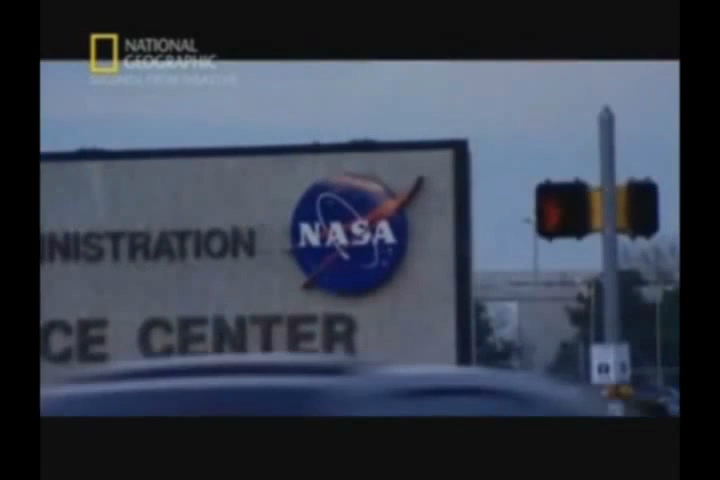 NATIONAL
GEOGRAPHIC
NASA
INISTRATION
CE CENTER